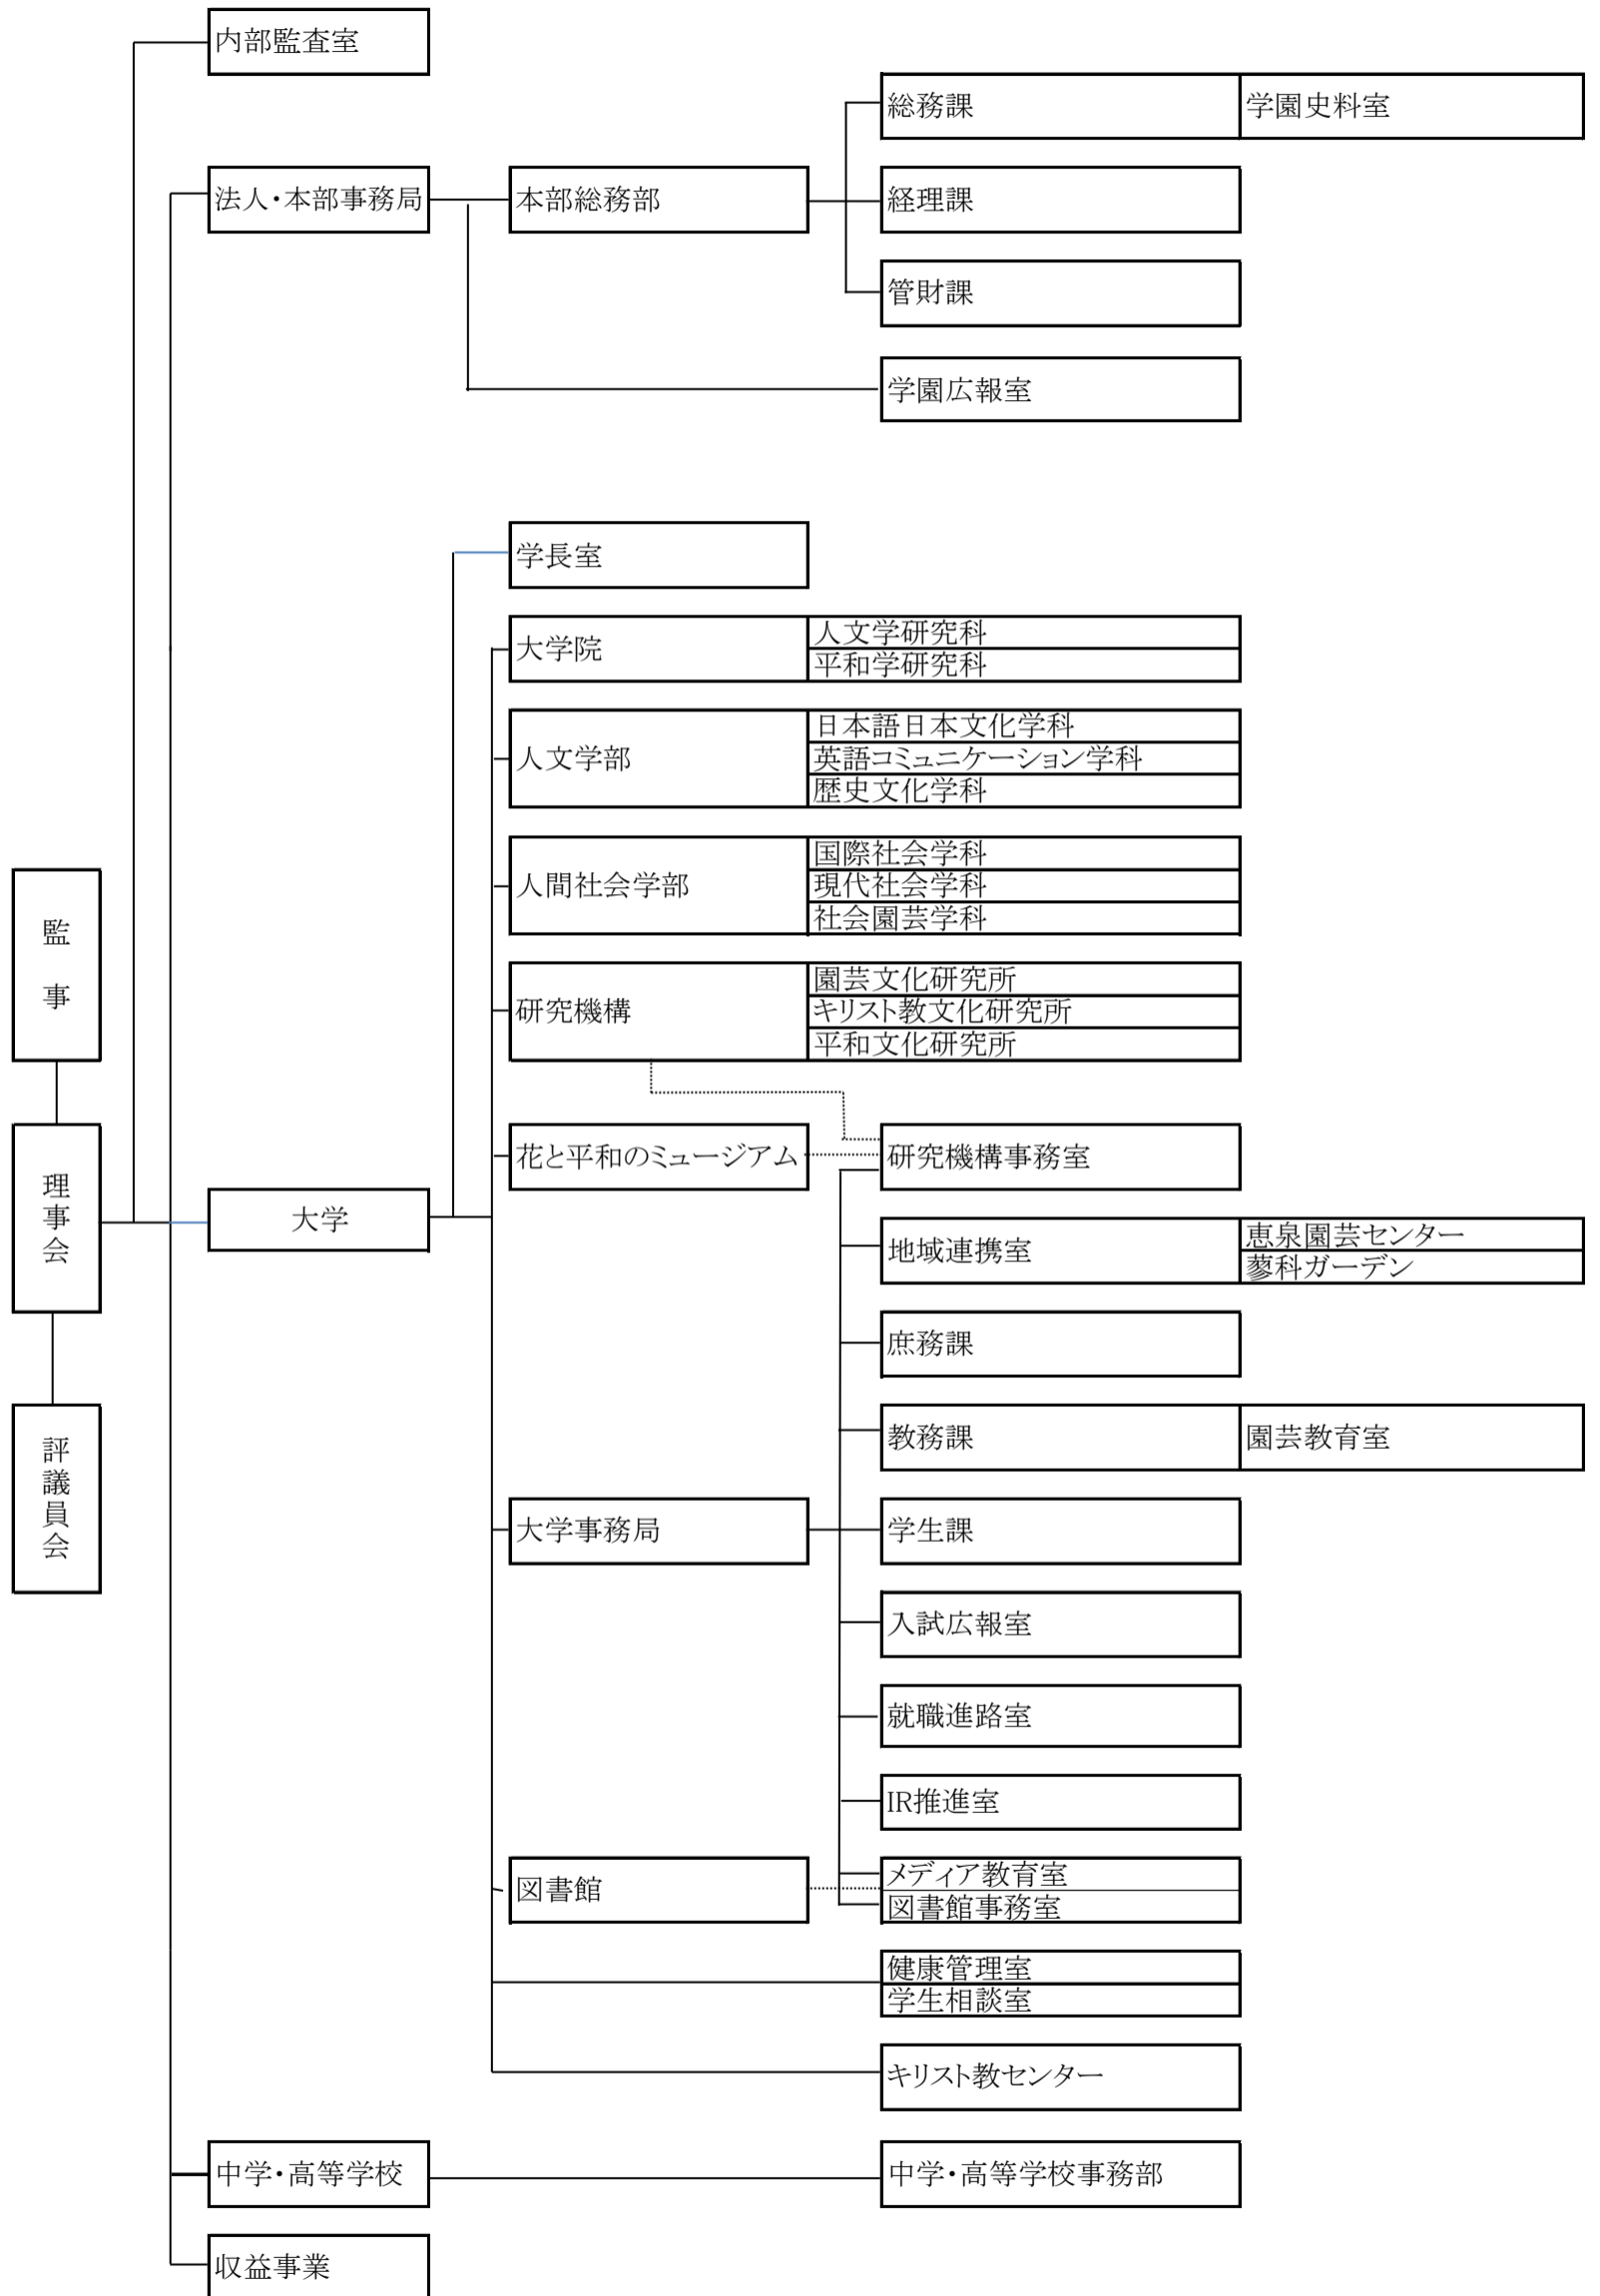 内部監査室
総務課
学園史料室
法人・本部事務局
本部総務部
経理課
管財課
学園広報室
学長室
大学院
人文学研究科
平和学研究科
人文学部
日本語日本文化学科
英語コミュニケーション学科
歴史文化学科
人間社会学部
国際社会学科
現代社会学科
社会園芸学科
監事
研究機構
園芸文化研究所
キリスト教文化研究所
平和文化研究所
花と平和のミュージアム
研究機構事務室
理事会
大学
地域連携室
恵泉園芸センター
蓼科ガーデン
庶務課
評議員会
教務課
園芸教育室
大学事務局
学生課
入試広報室
就職進路室
IR推進室
図書館
メディア教育室
図書館事務室
健康管理室
学生相談室
キリスト教センター
中学・高等学校
中学・高等学校事務部
収益事業